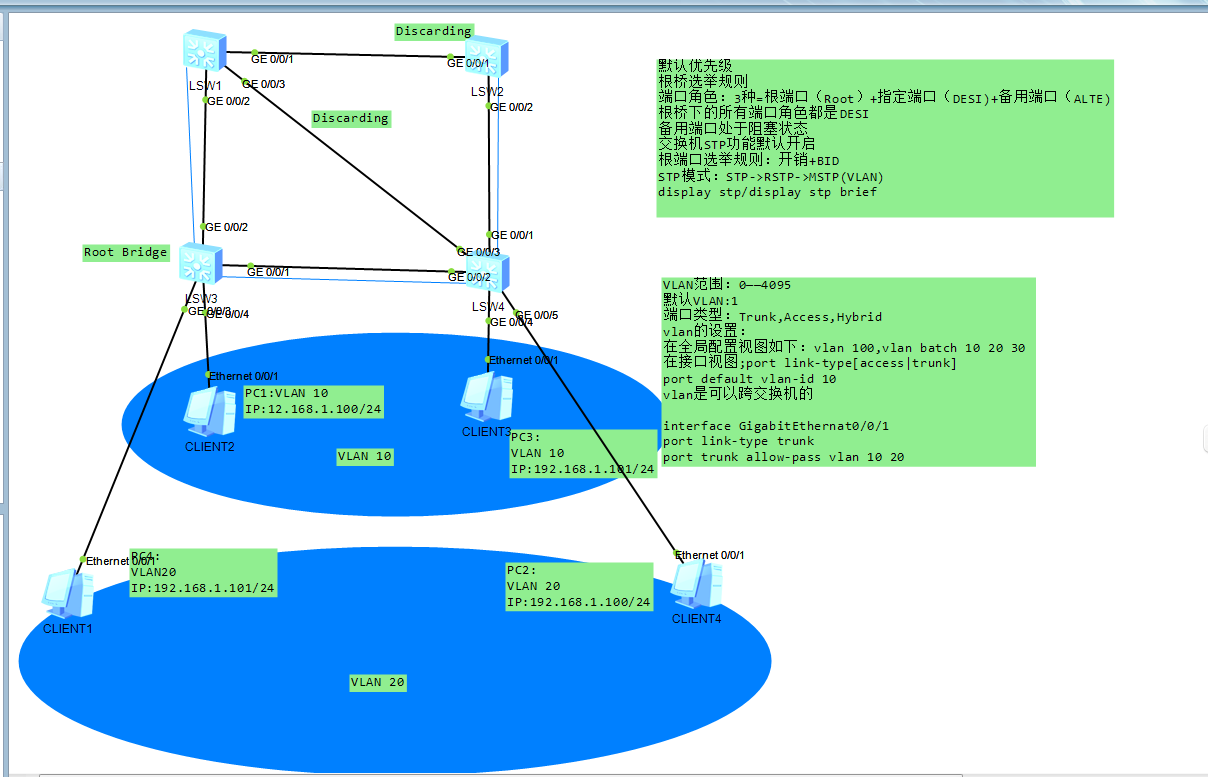 Discarding
GE 0/0/1
GE 0/0/1
LSW1
GE 0/0/3
LSW2
GE 0/0/2
GE 0/0/2
Discarding
GE 0/0/2
GE 0/0/1
Root Bridge
GE 0/0/3
GE 0/0/1
GE 0/0/2
LSW3
LSW4
GE 0/0/3
GE 0/0/4
GE 0/0/4
GE 0/0/5
Ethernet 0/0/1
Ethernet 0/0/1
PC1:VLAN 10
IP:12.168.1.100/24
CLIENT2
CLIENT3
VLAN 10
PC3:
VLAN 10
IP:192.168.1.101/24
Ethernet 0/0/1
PC4:
VLAN20
IP:192.168.1.101/24
CLIENT1
Ethernet 0/0/1
PC2:
VLAN 20
IP:192.168.1.100/24
CLIENT4
VLAN 20
默认优先级
根桥选举规则
端口角色：3种=根端口（Root）+指定端口（DESI)+备用端口（ALTE)
根桥下的所有端口角色都是DESI
备用端口处于阻塞状态
交换机STP功能默认开启
根端口选举规则：开销+BID
STP模式：STP->RSTP->MSTP(VLAN)
display stp/display stp brief
VLAN范围：0——4095
默认VLAN:1
端口类型：Trunk,Access,Hybrid
vlan的设置：
在全局配置视图如下：vlan 100,vlan batch 10 20 30
在接口视图;port link-type[access|trunk]
port default vlan-id 10
vlan是可以跨交换机的
interface GigabitEthernat0/0/1
port link-type trunk
port trunk allow-pass vlan 10 20